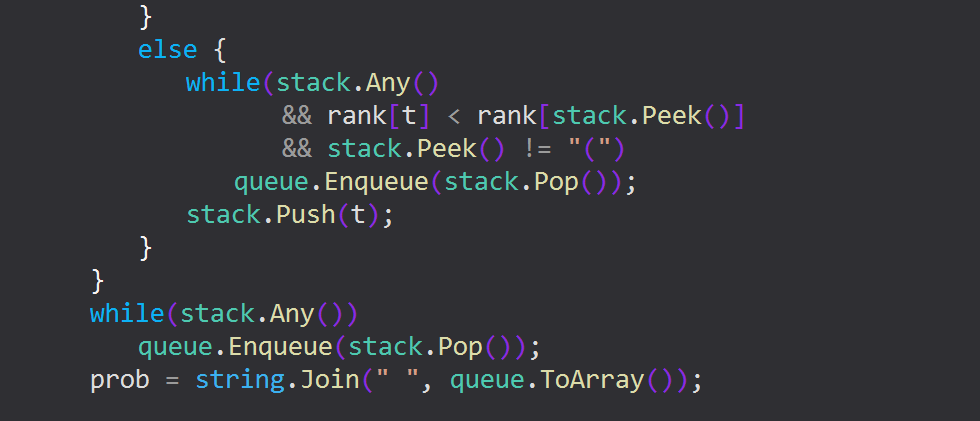 }
else {
while(stack.Any()
&& rank[t] < rank[stack.Peek()]
&& stack.Peek() != "(")
queue.Enqueue(stack.Pop());
stack.Push(t);
}
}
while(stack.Any())
queue.Enqueue(stack.Pop());
prob = string.Join(" ", queue.ToArray());